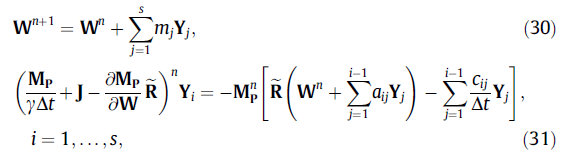 W^{n+1} = W^n + \sum_{j=1}^{s} m_j Y_j, (30)
\left( \frac{M_P}{\gamma \Delta t} + J - \frac{\partial M_P}{\partial W} \widetilde{R} \right)^n Y_i = -M_P^n \left[ \widetilde{R} \left( W^n + \sum_{j=1}^{i-1} a_{ij} Y_j \right) - \sum_{j=1}^{i-1} \frac{c_{ij}}{\Delta t} Y_j \right],
i = 1, \ldots, s, (31)